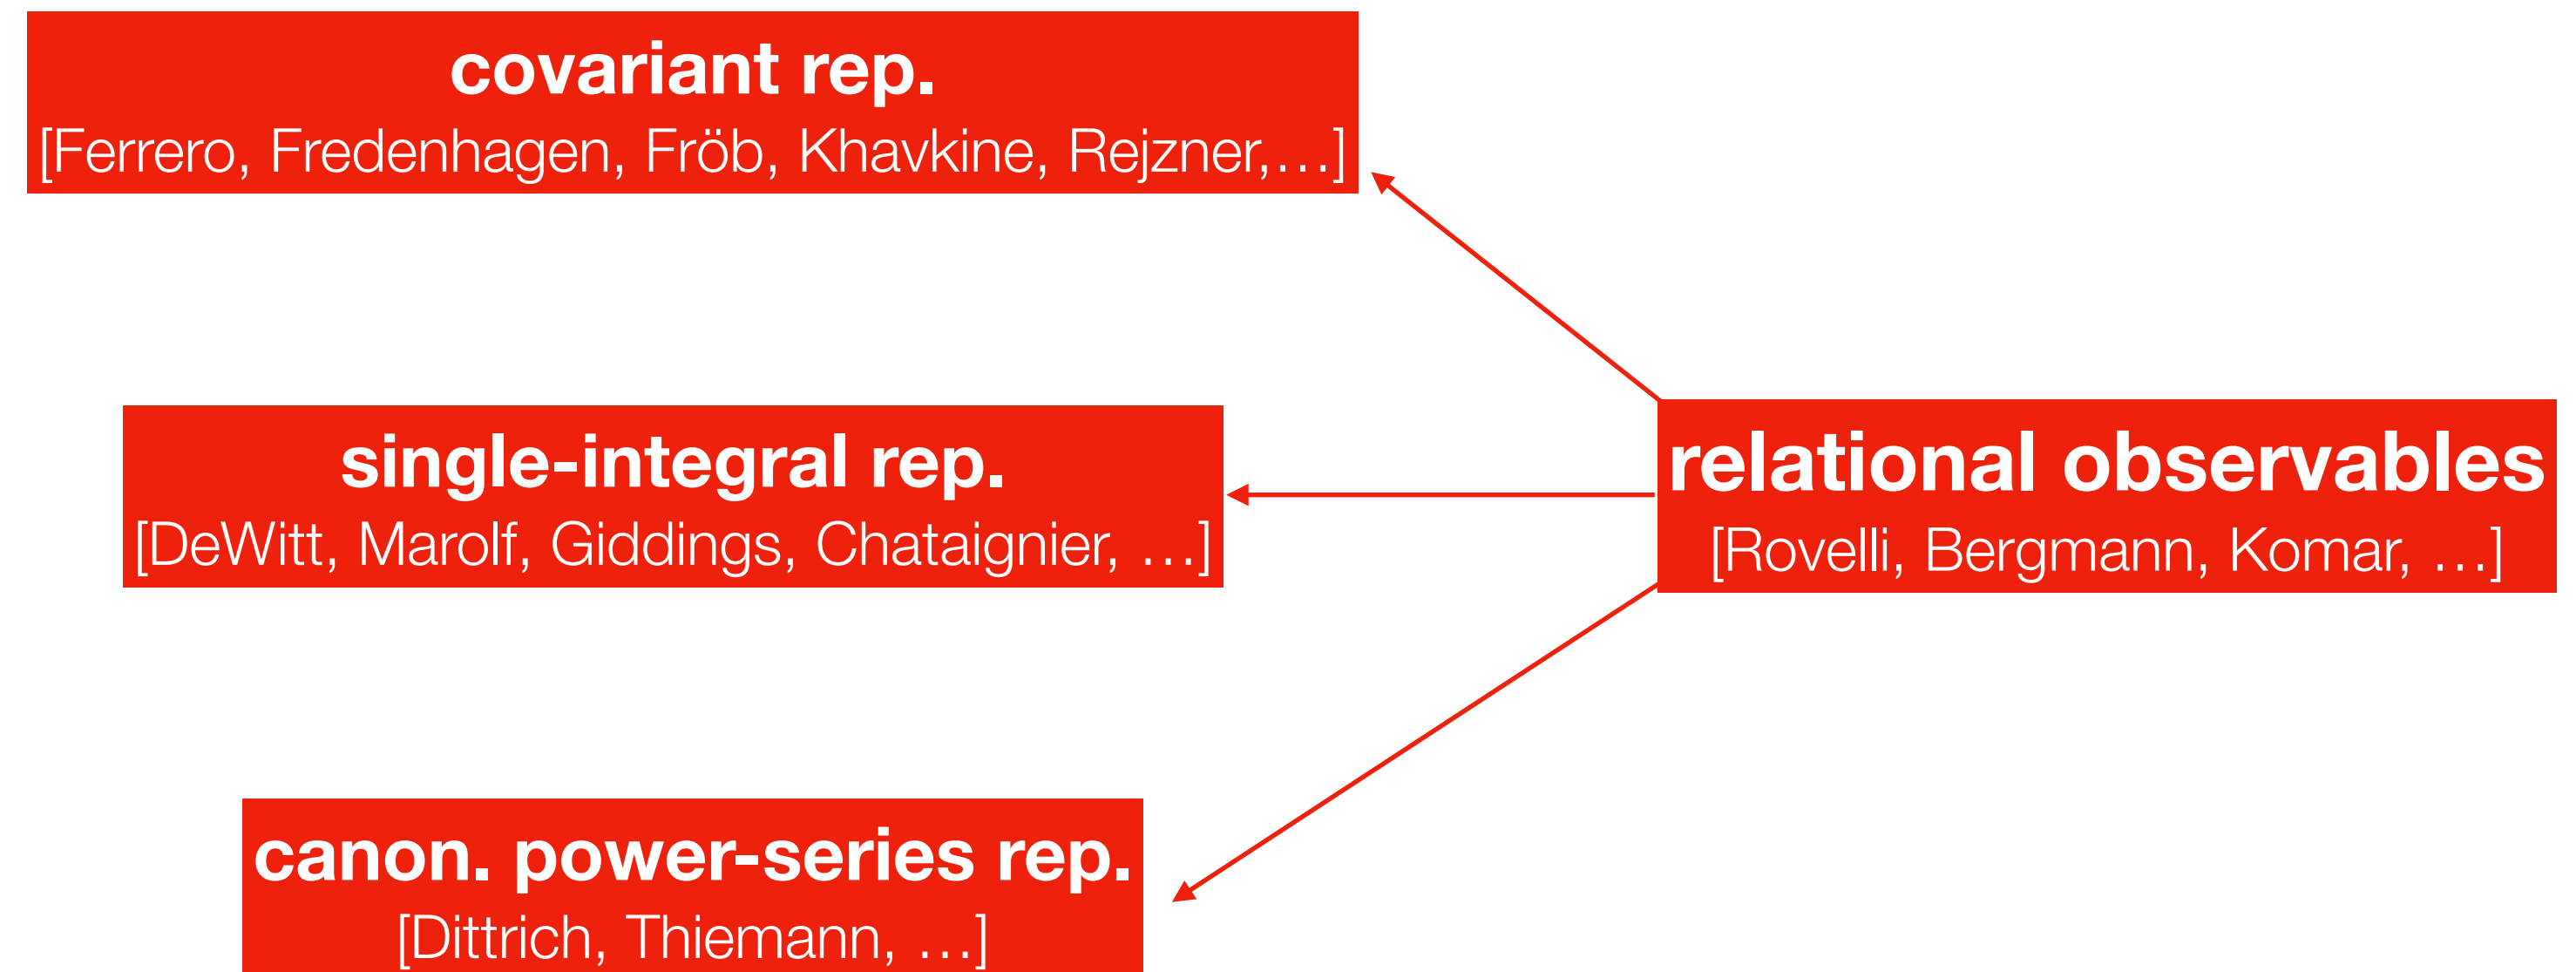 covariant rep.
[Ferrero, Fredenhagen, Fröb, Khavkine, Rejzner,…]
single-integral rep.
[DeWitt, Marolf, Giddings, Chataignier, …]
relational observables
[Rovelli, Bergmann, Komar, …]
canon. power-series rep.
[Dittrich, Thiemann, …]